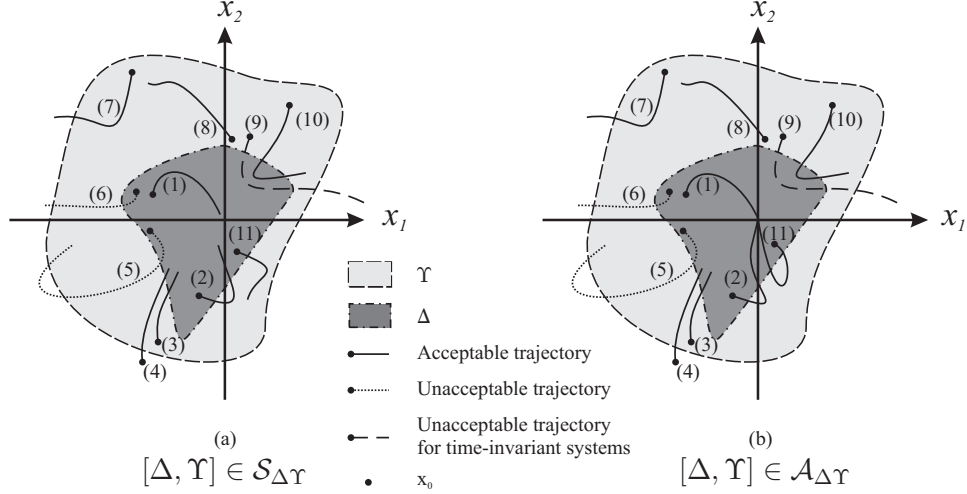 x₂
x₂
(7)
(8)
(9)
(10)
(6)
(1)
x₁
(11)
(5)
(2)
(3)
(4)
(7)
(8)
(9)
(10)
(6)
(1)
x₁
(11)
(5)
(2)
(3)
(4)
ϒ
Δ
Acceptable trajectory
Unacceptable trajectory
Unacceptable trajectory
for time-invariant systems
x₀
(a)
[Δ, ϒ] ∈ 𝒮_Δϒ
(b)
[Δ, ϒ] ∈ 𝒜_Δϒ